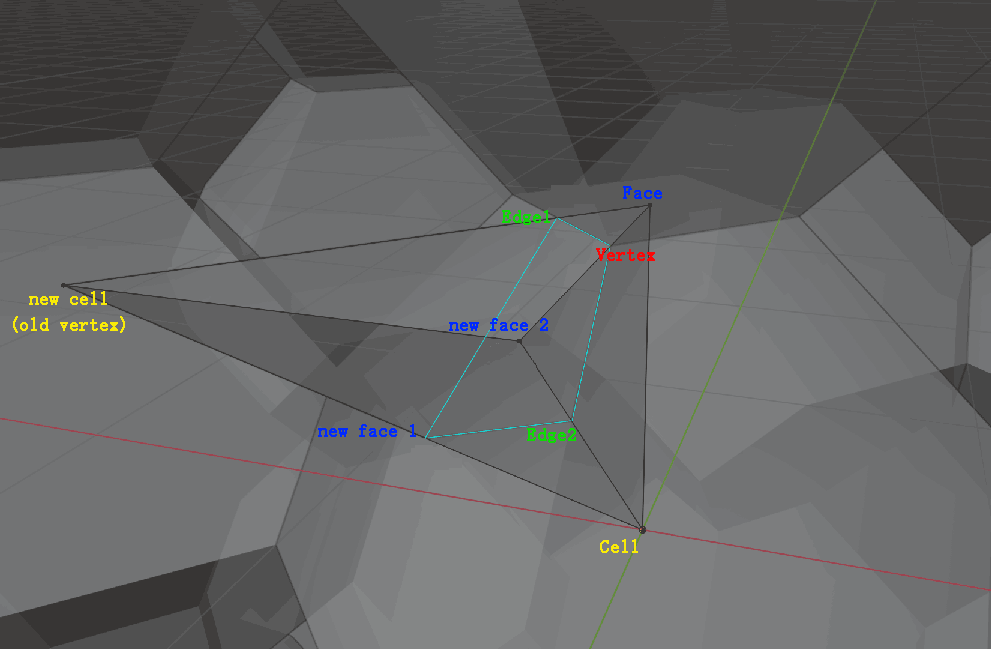 Face
Edge1
Vertex
new cell
(old vertex)
new face 2
new face 1
Edge2
Cell